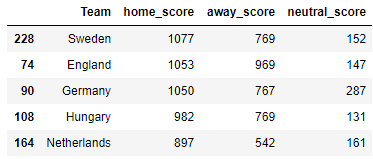 Team home_score away_score neutral_score
228 Sweden 1077 769 152
74 England 1053 969 147
90 Germany 1050 767 287
108 Hungary 982 769 131
164 Netherlands 897 542 161